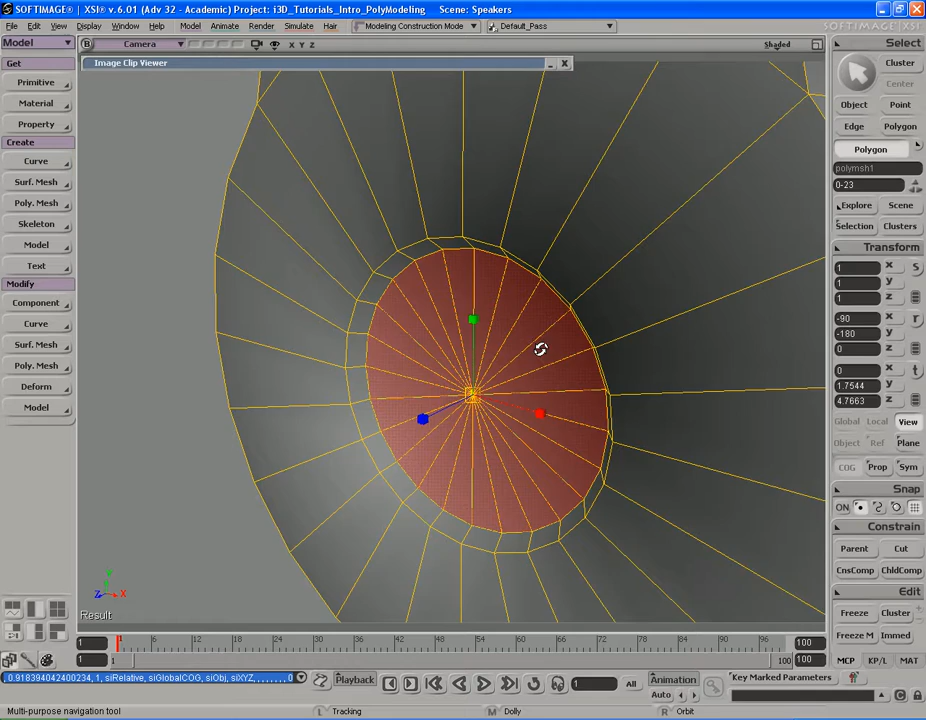 SOFTIMAGE® | XSI® v.6.01 (Adv 32 - Academic) Project: i3D_Tutorials_Intro_PolyModeling    Scene: Speakers
File Edit View Display Window Help Model Animate Render Simulate Hair Modeling Construction Mode Default_Pass SOFTIMAGE
Model B Camera X Y Z Shaded Select
Get
Image Clip Viewer
Primitive
Material
Property
Create
Curve
Surf. Mesh
Poly. Mesh
Skeleton
Model
Text
Modify
Component
Curve
Surf. Mesh
Poly. Mesh
Deform
Model
Cluster
Center
Object Point
Edge Polygon
Polygon
polymsh1
0-23
Explore Scene
Selection Clusters
Transform
1 x s
1 y
1 z
-90 x r
-180 y
0 z
0 x t
1.7544 y
4.7663 z
Global Local View
Object Ref Plane
COG Prop Sym
Snap
ON
Constrain
Parent Cut
CnsComp ChldComp
Edit
Freeze Cluster
Freeze M Immed
MCP KP/L MAT
Y
Z X
Result
1 1 6 12 18 24 30 36 42 48 54 60 66 72 78 84 90 96 100
1 1 100 100
0.918394042400234, 1, siRelative, siGlobalCOG, siObj, siXYZ, , , , , , , 0
Playback 1 All Animation Key Marked Parameters
Auto
Multi-purpose navigation tool L Tracking M Dolly R Orbit